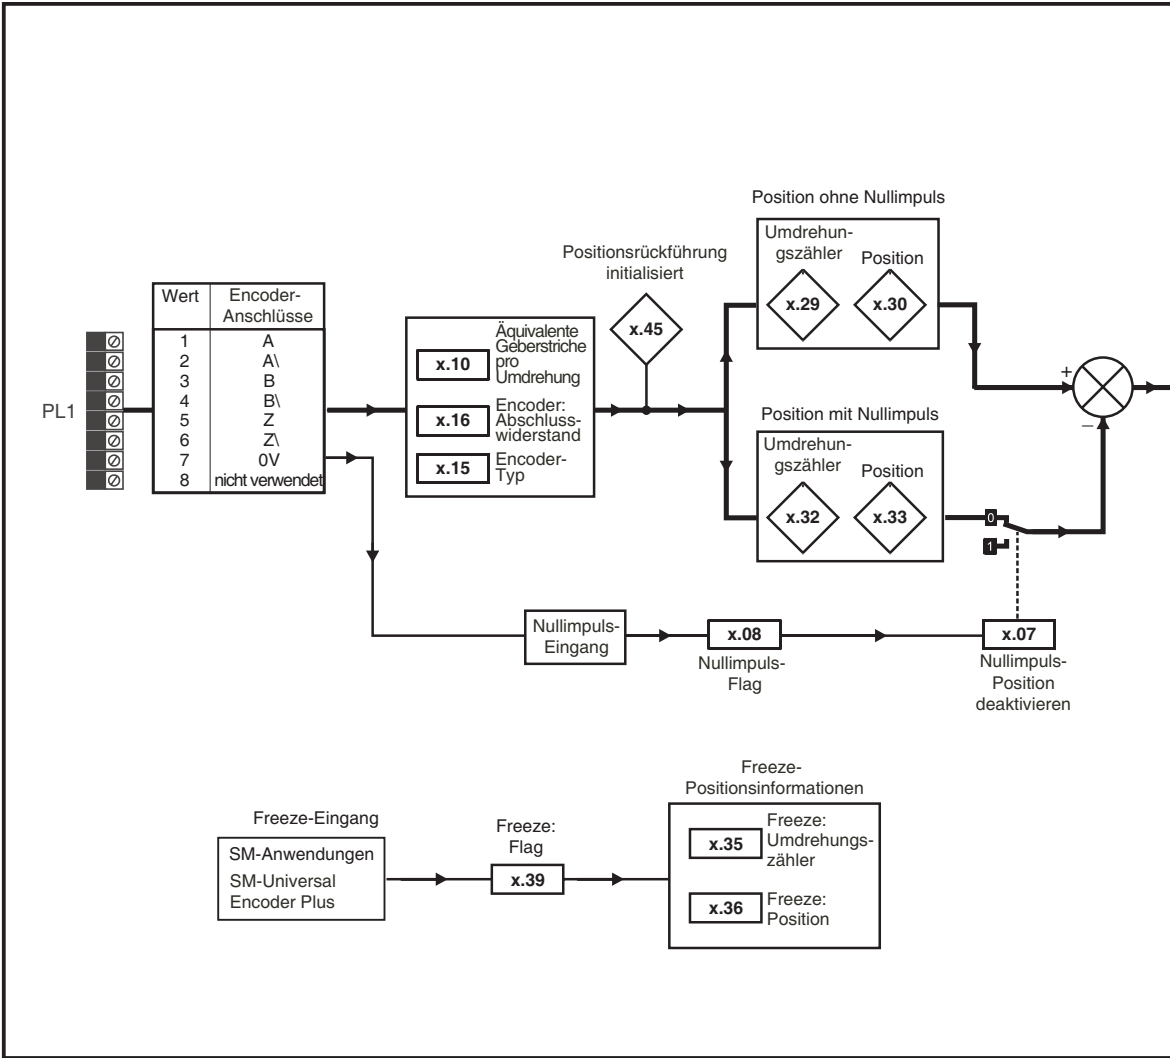 Position ohne Nullimpuls
Umdrehun-
gszähler
Position
x.29
x.30
Positionsrückführung
initialisiert
x.45
Wert
Encoder-
Anschlüsse
1 A
2 A\
3 B
4 B\
5 Z
6 Z\
7 0V
8 nicht verwendet
PL1
x.10
Äquivalente
Geberstriche
pro
Umdrehung
x.16
Encoder:
Abschluss-
widerstand
x.15
Encoder-
Typ
+
–
Position mit Nullimpuls
Umdrehun-
gszähler
Position
x.32
x.33
0
1
Nullimpuls-
Eingang
x.08
Nullimpuls-
Flag
x.07
Nullimpuls-
Position
deaktivieren
Freeze-Eingang
SM-Anwendungen
SM-Universal
Encoder Plus
Freeze:
Flag
x.39
Freeze-
Positionsinformationen
x.35
Freeze:
Umdrehungs-
zähler
x.36
Freeze:
Position